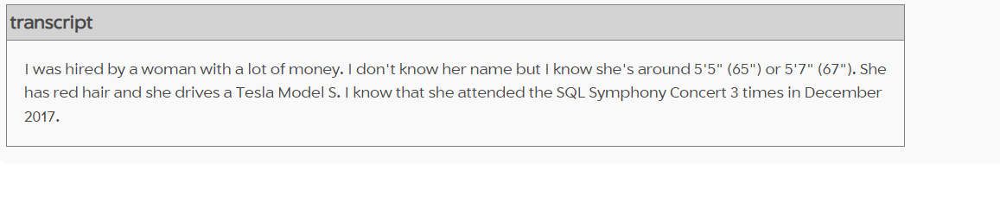 transcript
I was hired by a woman with a lot of money. I don't know her name but I know she's around 5'5" (65") or 5'7" (67"). She
has red hair and she drives a Tesla Model S. I know that she attended the SQL Symphony Concert 3 times in December
2017.